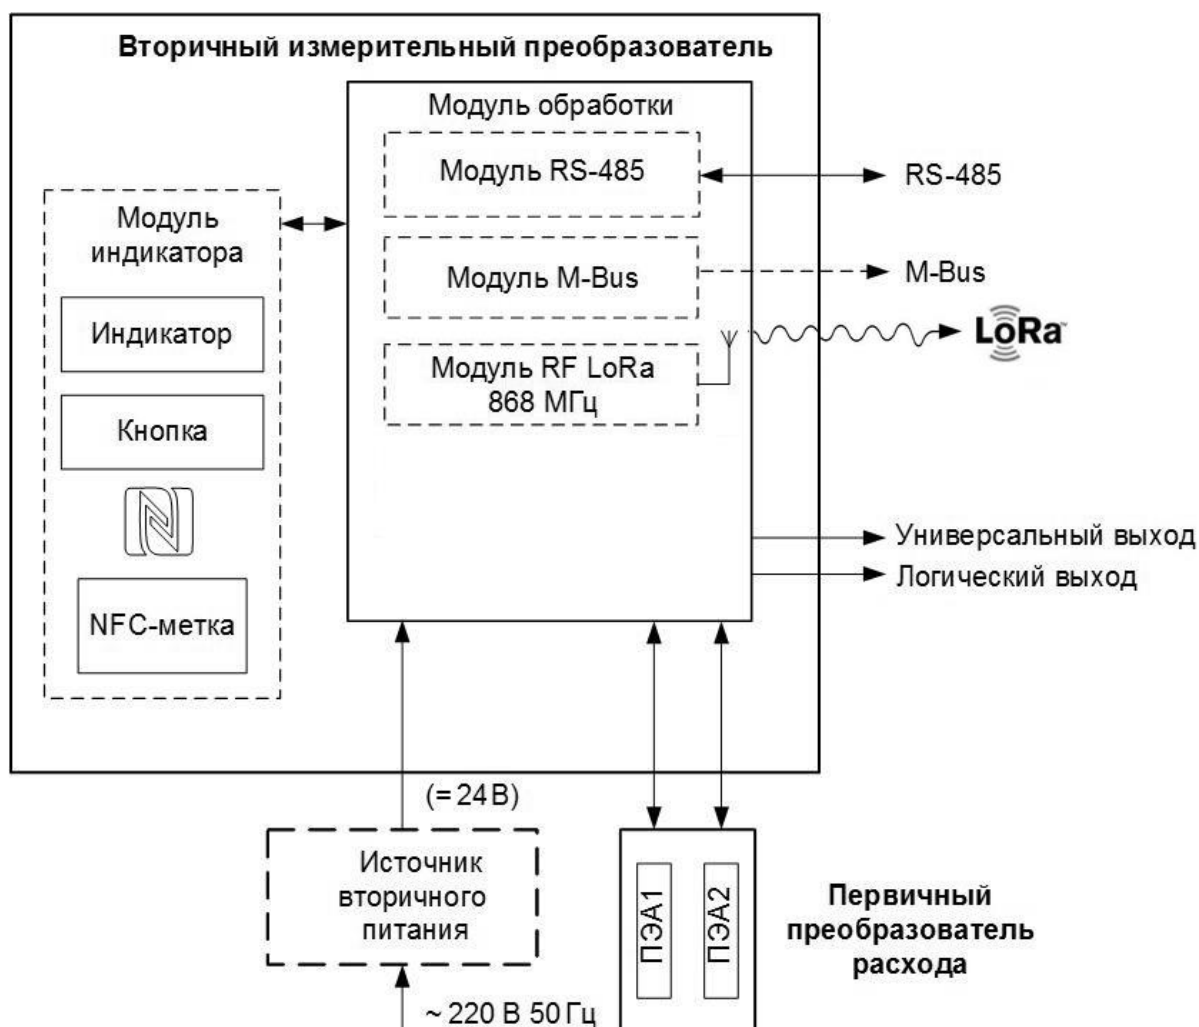 Вторичный измерительный преобразователь
Модуль обработки
Модуль RS-485
RS-485
Модуль
индикатора
Модуль M-Bus
M-Bus
Индикатор
Модуль RF LoRa
868 МГц
LoRa™
Кнопка
NFC-метка
Универсальный выход
Логический выход
(= 24 В)
Источник
вторичного
питания
ПЭА1
ПЭА2
Первичный
преобразователь
расхода
~ 220 В 50 Гц